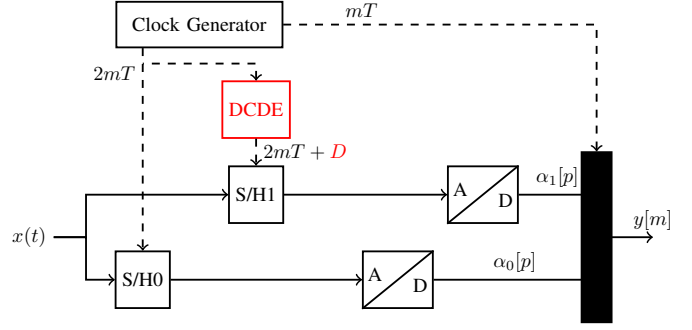 Clock Generator
mT
2mT
DCDE
2mT + D
S/H1
A
D
α₁[p]
x(t)
y[m]
S/H0
A
D
α₀[p]